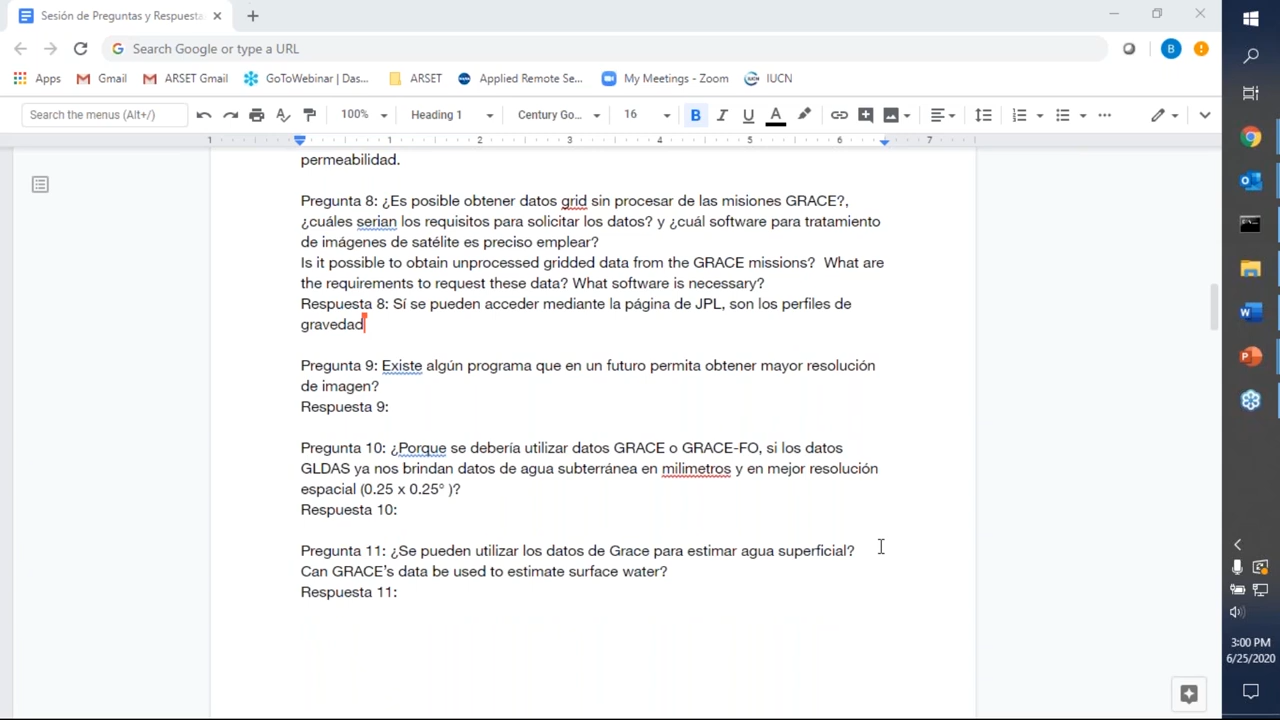 Sesión de Preguntas y Respuesta
Search Google or type a URL
B
Apps
Gmail
ARSET Gmail
GoToWebinar | Das...
ARSET
Applied Remote Se...
My Meetings - Zoom
IUCN
Search the menus (Alt+/)
100%
Heading 1
Century Go...
16
B
I
U
A
1 1 2 3 4 5 6 7
permeabilidad.
Pregunta 8: ¿Es posible obtener datos grid sin procesar de las misiones GRACE?,
¿cuáles serian los requisitos para solicitar los datos? y ¿cuál software para tratamiento
de imágenes de satélite es preciso emplear?
Is it possible to obtain unprocessed gridded data from the GRACE missions? What are
the requirements to request these data? What software is necessary?
Respuesta 8: Sí se pueden acceder mediante la página de JPL, son los perfiles de
gravedad
Pregunta 9: Existe algún programa que en un futuro permita obtener mayor resolución
de imagen?
Respuesta 9:
Pregunta 10: ¿Porque se debería utilizar datos GRACE o GRACE-FO, si los datos
GLDAS ya nos brindan datos de agua subterránea en milimetros y en mejor resolución
espacial (0.25 x 0.25° )?
Respuesta 10:
Pregunta 11: ¿Se pueden utilizar los datos de Grace para estimar agua superficial?
Can GRACE's data be used to estimate surface water?
Respuesta 11:
3:00 PM
6/25/2020